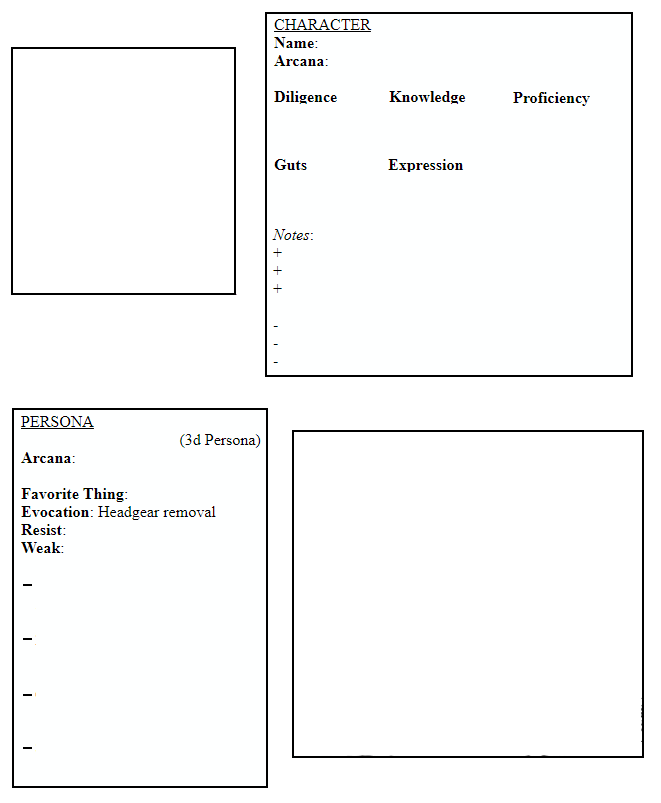 CHARACTER
Name:
Arcana:
Diligence Knowledge Proficiency
Guts Expression
Notes:
+
+
+
-
-
-
PERSONA
(3d Persona)
Arcana:
Favorite Thing:
Evocation: Headgear removal
Resist:
Weak:
–
–
–
–